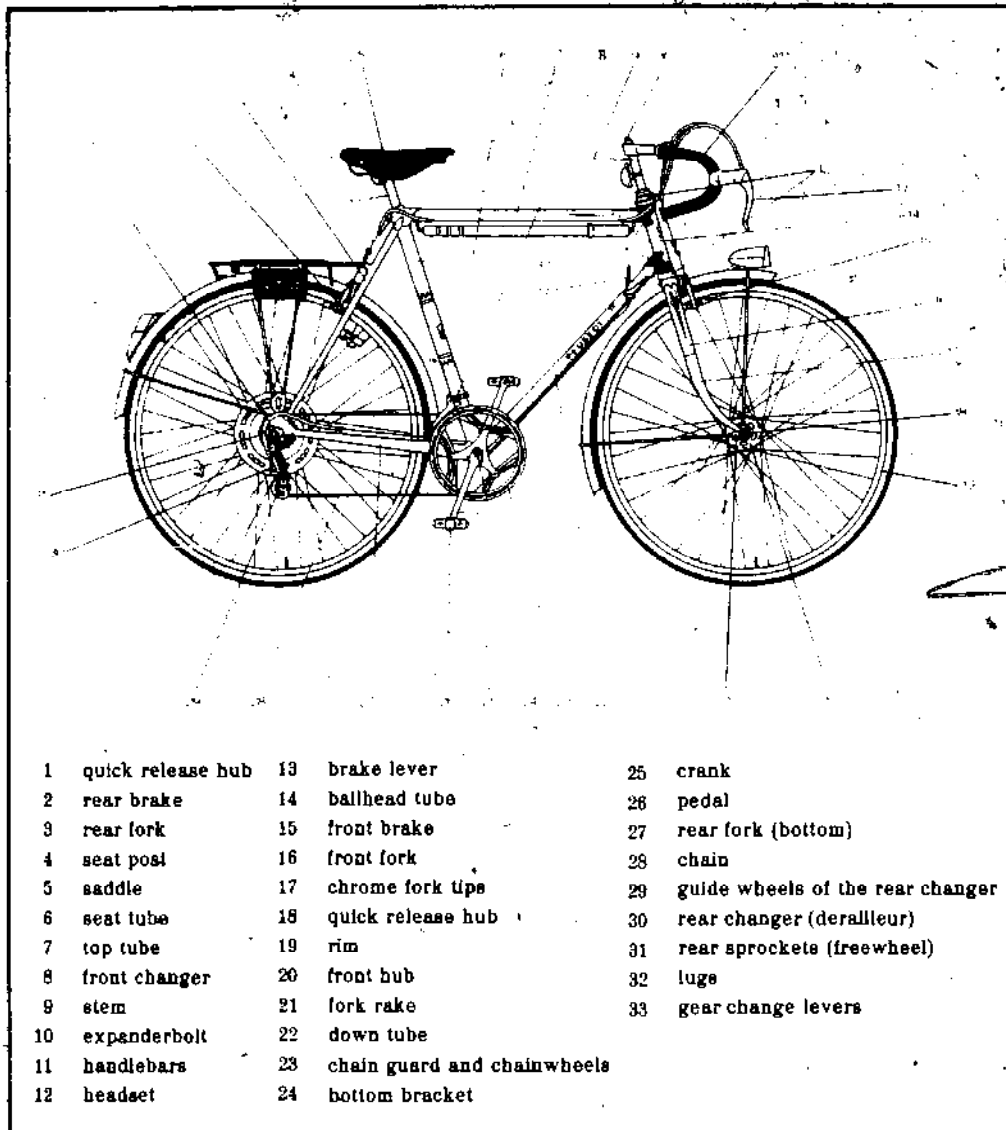 PEUGEOT
1 quick release hub
2 rear brake
3 rear fork
4 seat post
5 saddle
6 seat tube
7 top tube
8 front changer
9 stem
10 expanderbolt
11 handlebars
12 headset
13 brake lever
14 ballhead tube
15 front brake
16 front fork
17 chrome fork tips
18 quick release hub
19 rim
20 front hub
21 fork rake
22 down tube
23 chain guard and chainwheels
24 bottom bracket
25 crank
26 pedal
27 rear fork (bottom)
28 chain
29 guide wheels of the rear changer
30 rear changer (derailleur)
31 rear sprockets (freewheel)
32 lugs
33 gear change levers